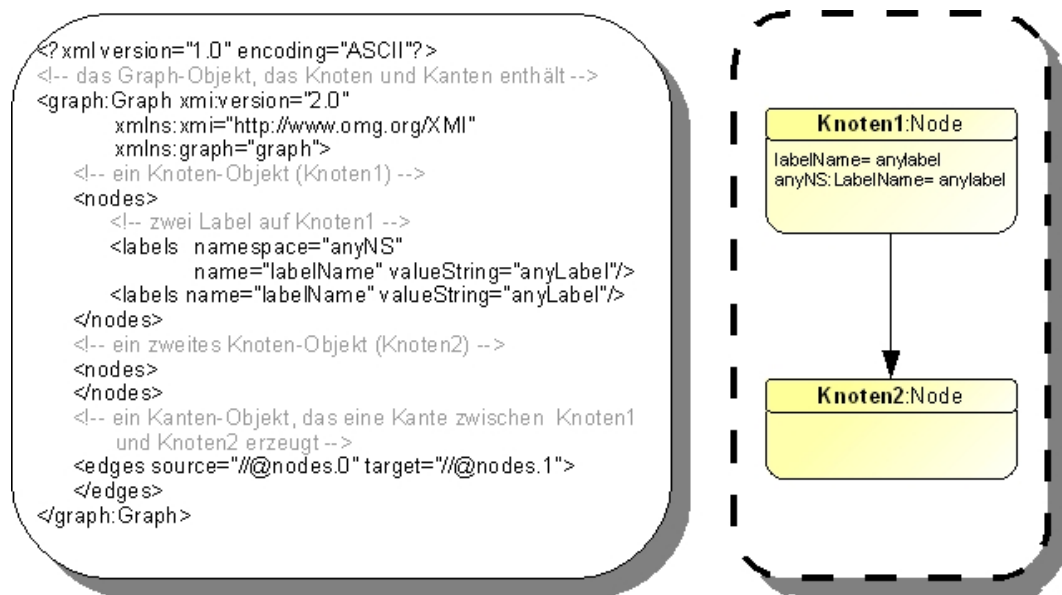 <?xml version="1.0" encoding="ASCII"?>
<!-- das Graph-Objekt, das Knoten und Kanten enthält -->
<graph:Graph xmi:version="2.0"
xmlns:xmi="http://www.omg.org/XMI"
xmlns:graph="graph">
<!-- ein Knoten-Objekt (Knoten1) -->
<nodes>
<!-- zwei Label auf Knoten1 -->
<labels namespace="anyNS"
name="labelName" valueString="anyLabel"/>
<labels name="labelName" valueString="anyLabel"/>
</nodes>
<!-- ein zweites Knoten-Objekt (Knoten2) -->
<nodes>
</nodes>
<!-- ein Kanten-Objekt, das eine Kante zwischen Knoten1
und Knoten2 erzeugt -->
<edges source="//@nodes.0" target="//@nodes.1">
</edges>
</graph:Graph>
Knoten1:Node
labelName= anylabel
anyNS:LabelName= anylabel
Knoten2:Node